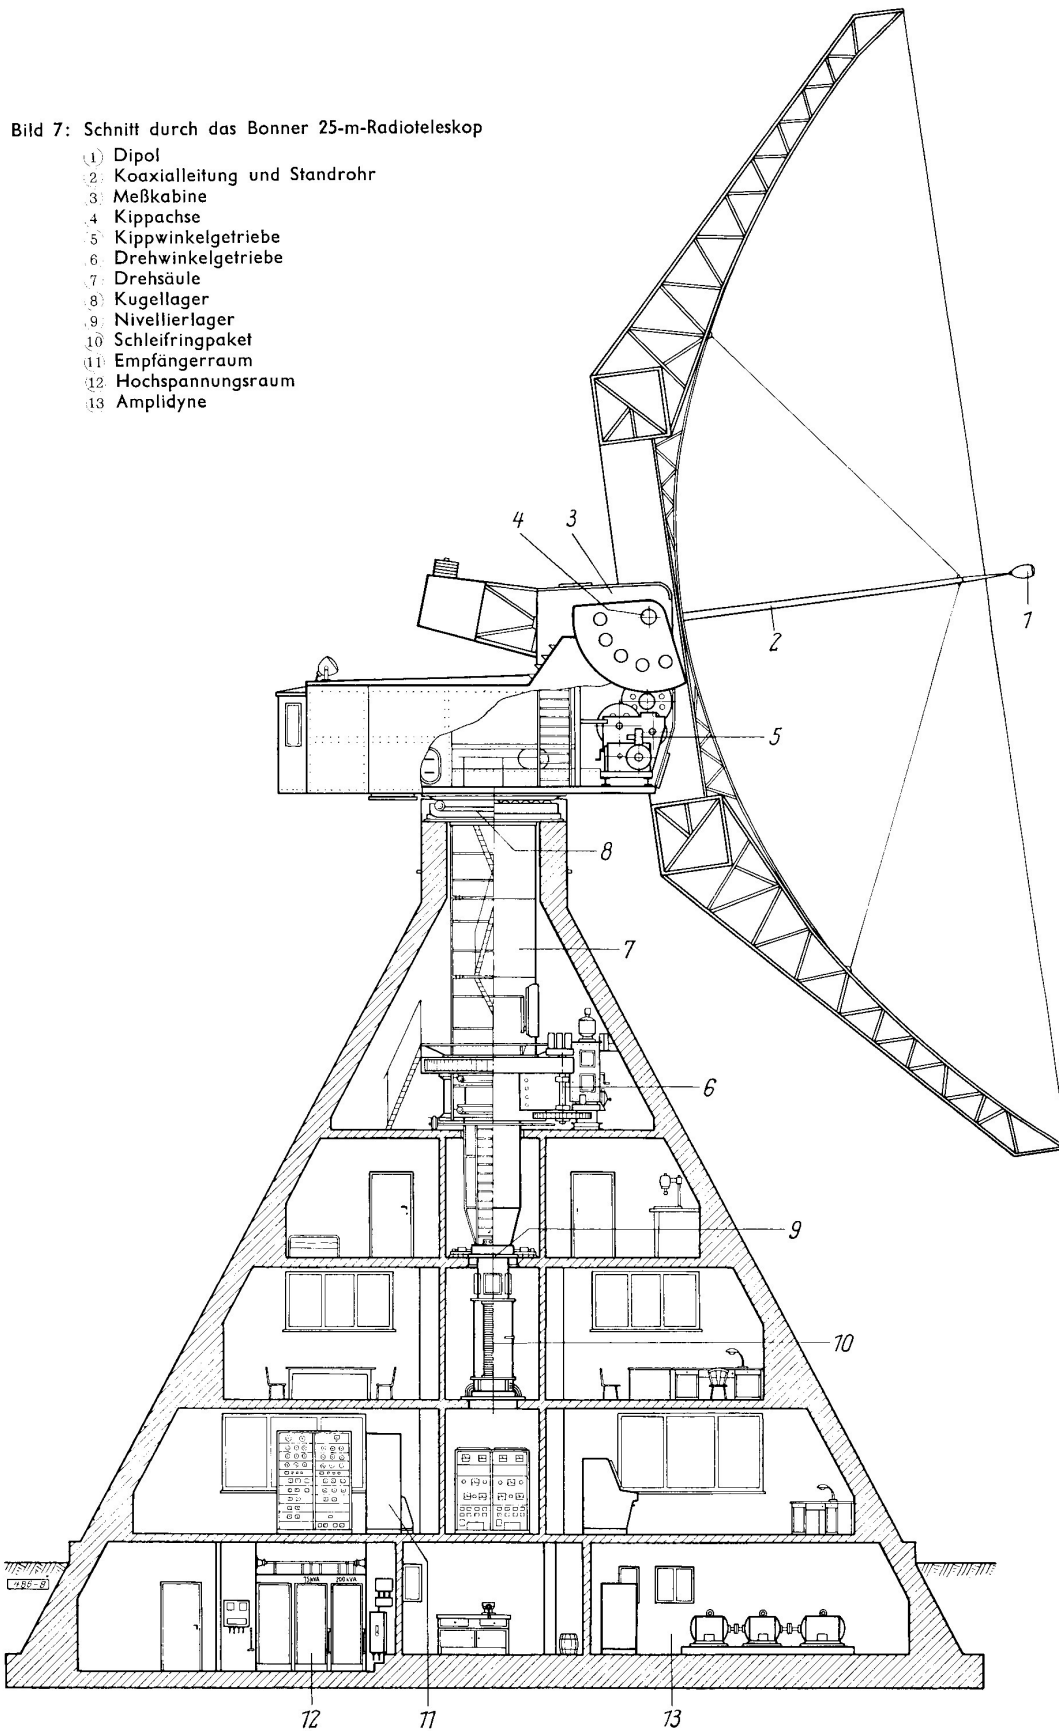 Bild 7: Schnitt durch das Bonner 25-m-Radioteleskop
1 Dipol
2 Koaxialleitung und Standrohr
3 Meßkabine
4 Kippachse
5 Kippwinkelgetriebe
6 Drehwinkelgetriebe
7 Drehsäule
8 Kugellager
9 Nivellierlager
10 Schleifringpaket
11 Empfängerraum
12 Hochspannungsraum
13 Amplidyne
4
3
1
2
5
8
7
6
9
10
75kVA 200kVA
12
11
13